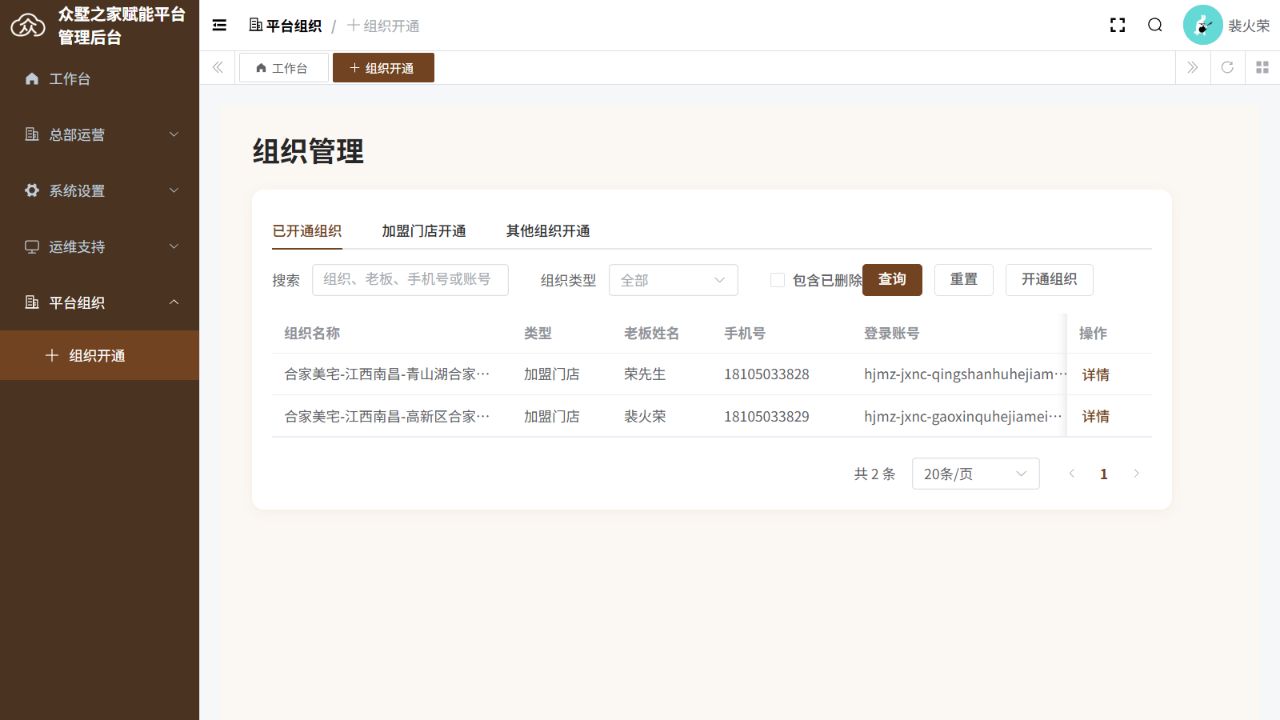 众墅之家赋能平台
管理后台
工作台
总部运营
系统设置
运维支持
平台组织
组织开通
平台组织 / 组织开通
裴火荣
工作台
组织开通
组织管理
已开通组织 加盟门店开通 其他组织开通
搜索 组织、老板、手机号或账号 组织类型 全部 包含已删除 查询 重置 开通组织
组织名称 类型 老板姓名 手机号 登录账号 操作
合家美宅-江西南昌-青山湖合家… 加盟门店 荣先生 18105033828 hjmz-jxnc-qingshanhuhejiam… 详情
合家美宅-江西南昌-高新区合家… 加盟门店 裴火荣 18105033829 hjmz-jxnc-gaoxinquhejiamei… 详情
共 2 条 20条/页 1